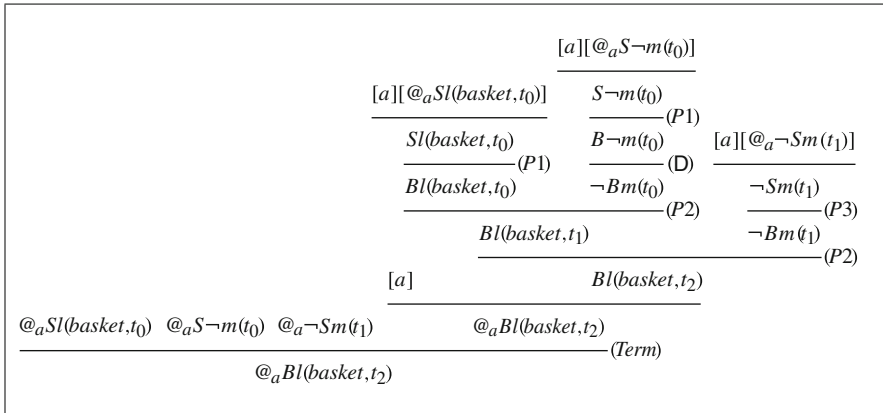 [a][@ₐS¬m(t₀)]
[a][@ₐSl(basket,t₀)] S¬m(t₀)
(P1)
Sl(basket,t₀) B¬m(t₀) [a][@ₐ¬Sm(t₁)]
(P1) (D)
Bl(basket,t₀) ¬Bm(t₀) ¬Sm(t₁)
(P2) (P3)
Bl(basket,t₁) ¬Bm(t₁)
(P2)
[a] Bl(basket,t₂)
@ₐSl(basket,t₀) @ₐS¬m(t₀) @ₐ¬Sm(t₁) @ₐBl(basket,t₂)
(Term)
@ₐBl(basket,t₂)